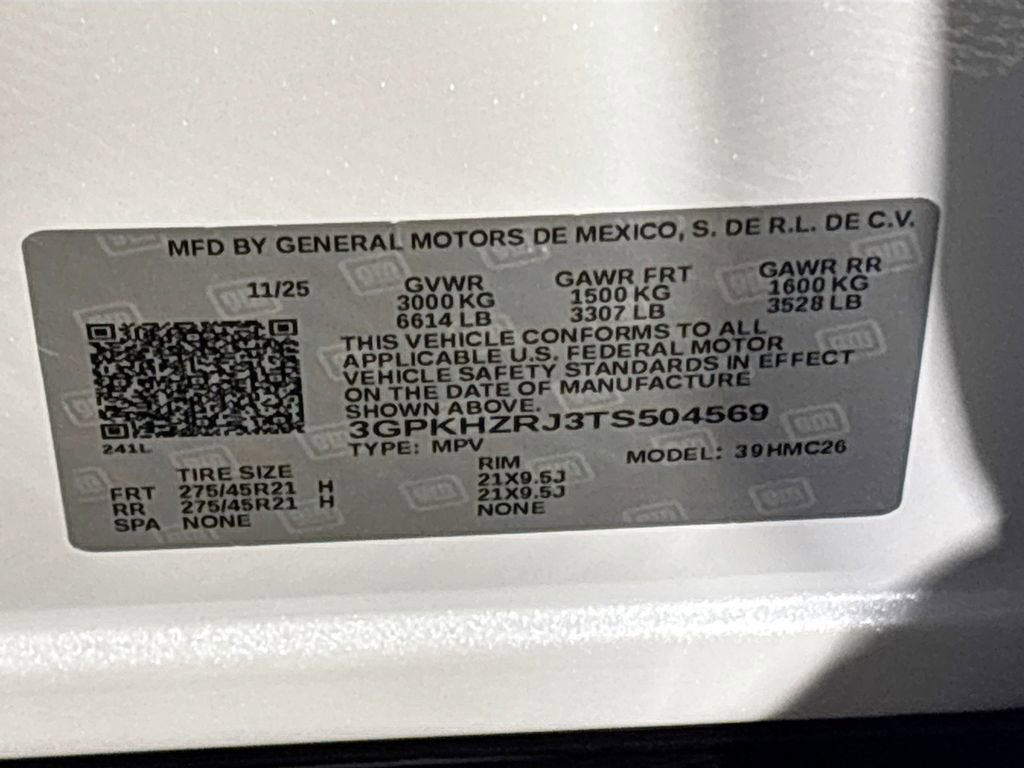 MFD BY GENERAL MOTORS DE MEXICO, S. DE R.L. DE C.V.
11/25
GVWR
3000 KG
6614 LB
GAWR FRT
1500 KG
3307 LB
GAWR RR
1600 KG
3528 LB
THIS VEHICLE CONFORMS TO ALL
APPLICABLE U.S. FEDERAL MOTOR
VEHICLE SAFETY STANDARDS IN EFFECT
ON THE DATE OF MANUFACTURE
SHOWN ABOVE.
3GPKHZRJ3TS504569
241L
TYPE: MPV
MODEL: 39HMC26
TIRE SIZE
RIM
FRT 275/45R21 H 21X9.5J
RR 275/45R21 H 21X9.5J
SPA NONE NONE